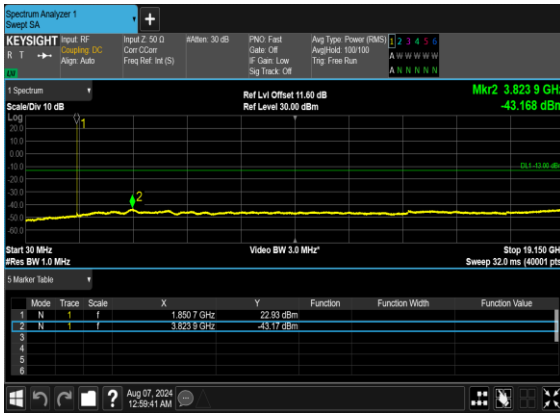 Spectrum Analyzer 1
Swept SA
+
KEYSIGHT Input: RF Input Z: 50 Ω #Atten: 30 dB PNO: Fast Avg Type: Power (RMS) 1 2 3 4 5 6
R T Coupling: DC Corr CCorr Gate: Off Avg|Hold: 100/100 A W W W W W
Align: Auto Freq Ref: Int (S) IF Gain: Low Trig: Free Run
LW Sig Track: Off A N N N N N
1 Spectrum Ref Lvl Offset 11.60 dB Mkr2 3.823 9 GHz
Scale/Div 10 dB Ref Level 30.00 dBm -43.168 dBm
Log
20.0
10.0
0.00
-10.0
-20.0
-30.0
-40.0
-50.0
-60.0
1
2
DL1 -13.00 dBm
Start 30 MHz Video BW 3.0 MHz* Stop 19.150 GHz
#Res BW 1.0 MHz Sweep 32.0 ms (40001 pts)
5 Marker Table
Mode Trace Scale X Y Function Function Width Function Value
1 N 1 f 1.850 7 GHz 22.93 dBm
2 N 1 f 3.823 9 GHz -43.17 dBm
3
4
5
6
? Aug 07, 2024
12:59:41 AM